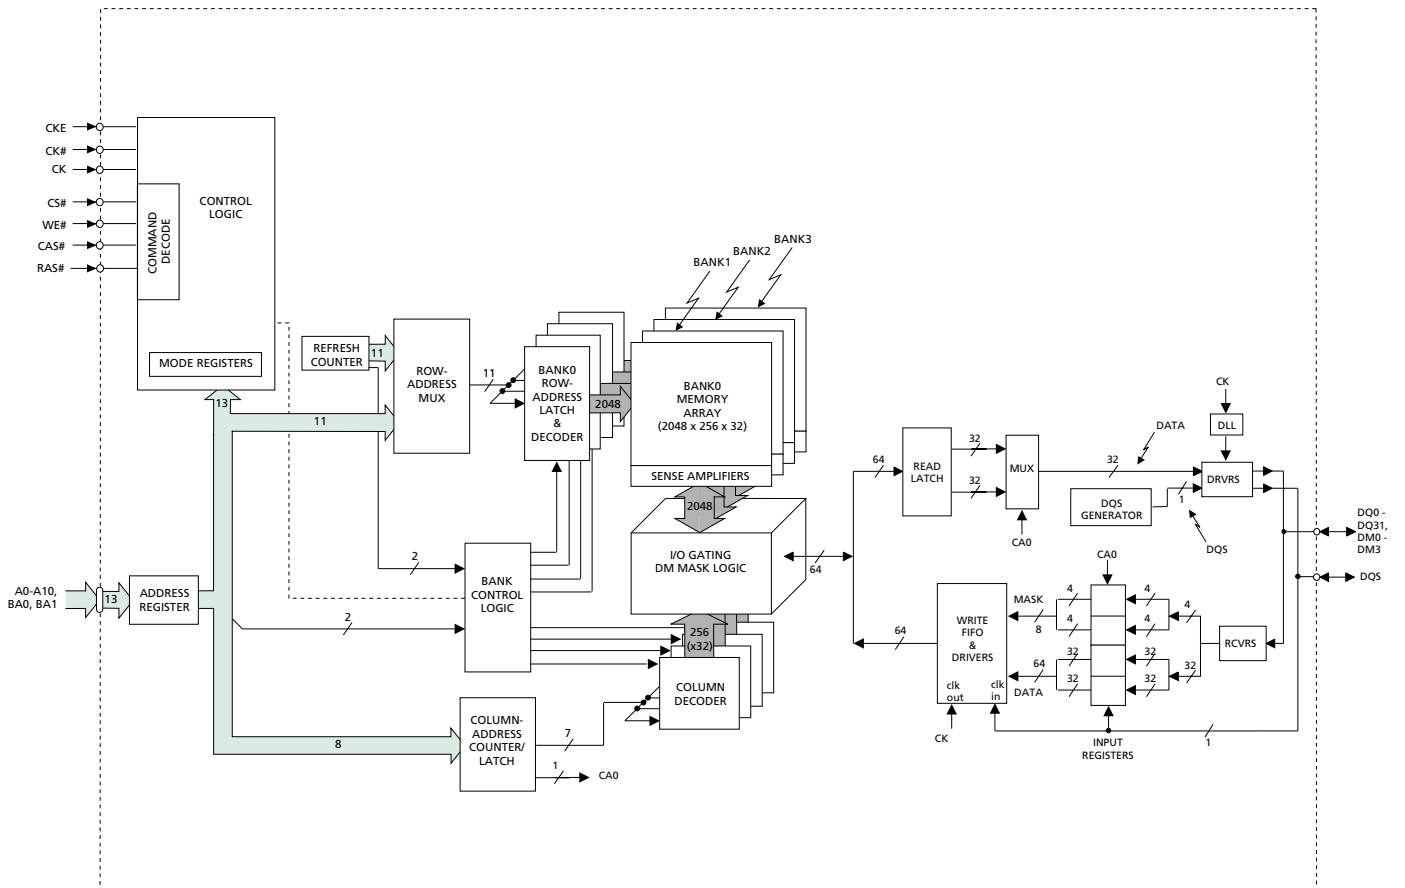 CKE
CK#
CK
CS#
WE#
CAS#
RAS#
COMMAND
DECODE
CONTROL
LOGIC
MODE REGISTERS
REFRESH
COUNTER
11
ROW-
ADDRESS
MUX
11
BANK0
ROW-
ADDRESS
LATCH
&
DECODER
2048
BANK1
BANK2
BANK3
BANK0
MEMORY
ARRAY
(2048 x 256 x 32)
SENSE AMPLIFIERS
2048
I/O GATING
DM MASK LOGIC
13
11
2
BANK
CONTROL
LOGIC
2
A0-A10,
BA0, BA1
13
ADDRESS
REGISTER
256
(x32)
COLUMN
DECODER
8
COLUMN-
ADDRESS
COUNTER/
LATCH
7
1
CA0
64
64
READ
LATCH
32
32
MUX
CA0
32
DATA
CK
DLL
DRVRS
DQS
GENERATOR
1
DQS
DQ0 -
DQ31,
DM0 -
DM3
DQS
64
WRITE
FIFO
&
DRIVERS
clk
out
clk
in
CK
MASK
8
64
DATA
CA0
4
4
32
32
4
4
32
32
4
32
RCVRS
INPUT
REGISTERS
1